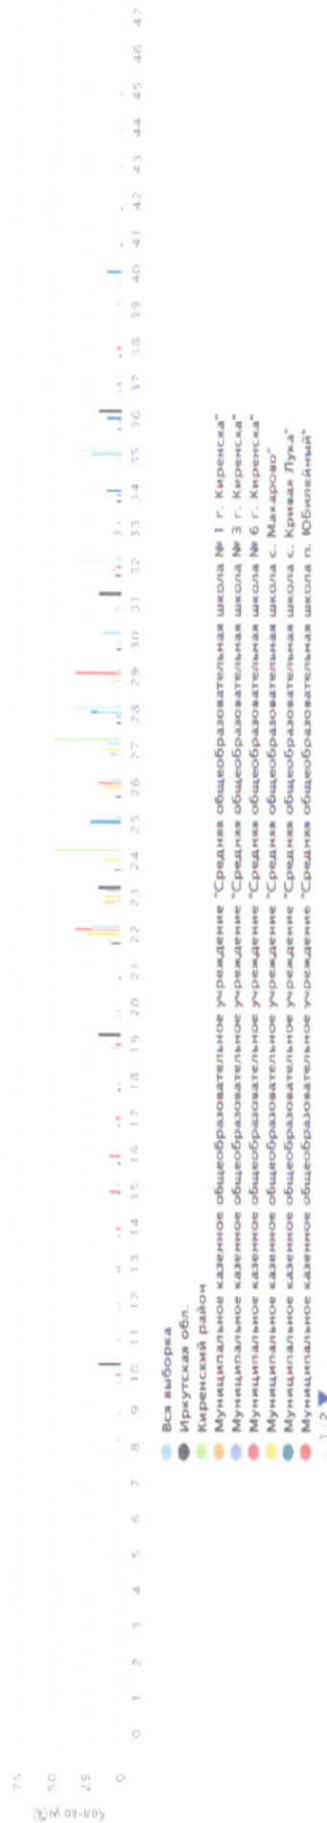 Кол-во уч.
75
50
25
0
0 1 2 3 4 5 6 7 8 9 10 11 12 13 14 15 16 17 18 19 20 21 22 23 24 25 26 27 28 29 30 31 32 33 34 35 36 37 38 39 40 41 42 43 44 45 46 47
Вся выборка
Иркутская обл.
Киренский район
Муниципальное казенное общеобразовательное учреждение "Средняя общеобразовательная школа № 1 г. Киренска"
Муниципальное казенное общеобразовательное учреждение "Средняя общеобразовательная школа № 3 г. Киренска"
Муниципальное казенное общеобразовательное учреждение "Средняя общеобразовательная школа № 6 г. Киренска"
Муниципальное казенное общеобразовательное учреждение "Средняя общеобразовательная школа с. Макарово"
Муниципальное казенное общеобразовательное учреждение "Средняя общеобразовательная школа с. Кривая Лука"
Муниципальное казенное общеобразовательное учреждение "Средняя общеобразовательная школа п. Юбилейный"
1/2